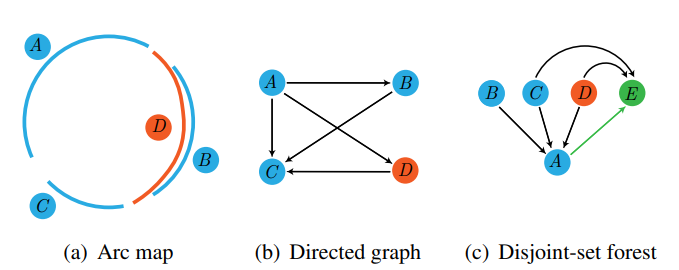 A
D
B
C
A
B
C
D
B
C
D
E
A
(a) Arc map
(b) Directed graph
(c) Disjoint-set forest